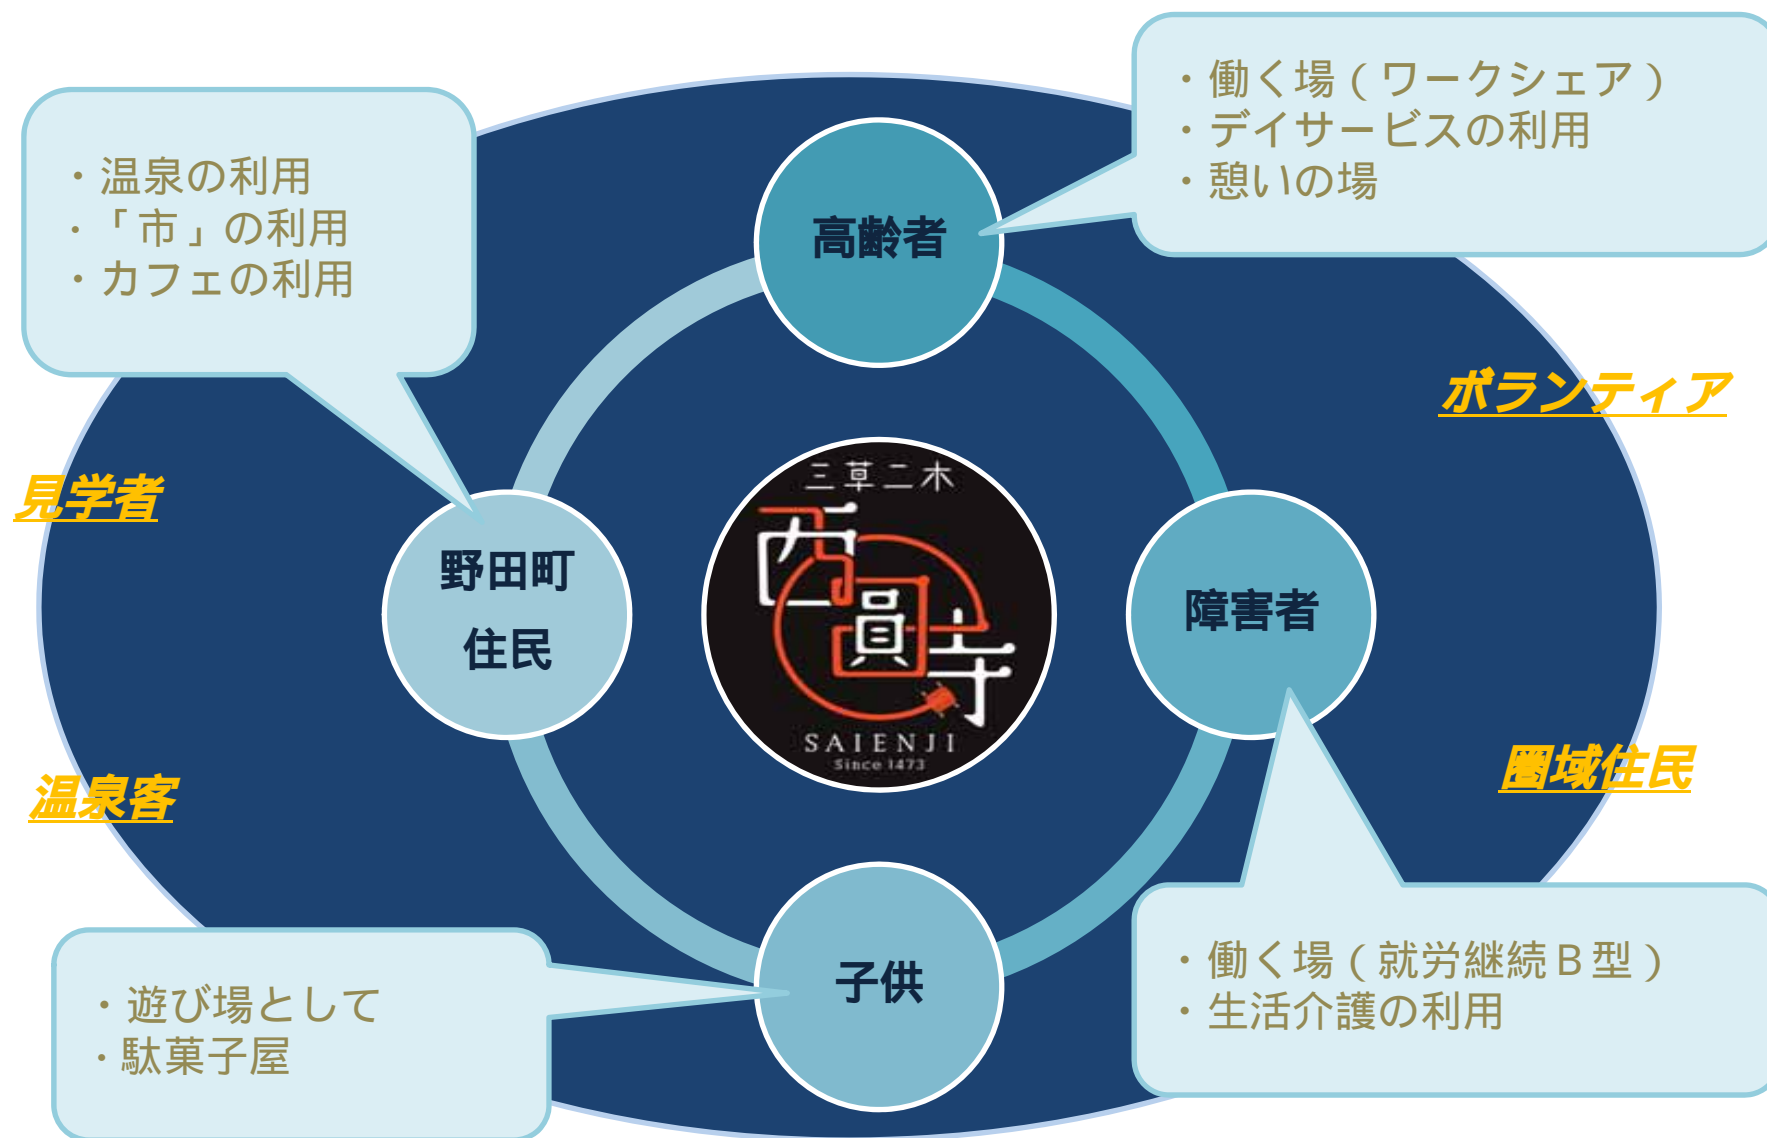 ・働く場（ワークシェア）
・デイサービスの利用
・憩いの場
・温泉の利用
・「市」の利用
・カフェの利用
高齢者
ボランティア
見学者
三草二木
西圓寺
SAIENJI
Since 1473
野田町
住民
障害者
温泉客
圏域住民
・遊び場として
・駄菓子屋
子供
・働く場（就労継続Ｂ型）
・生活介護の利用